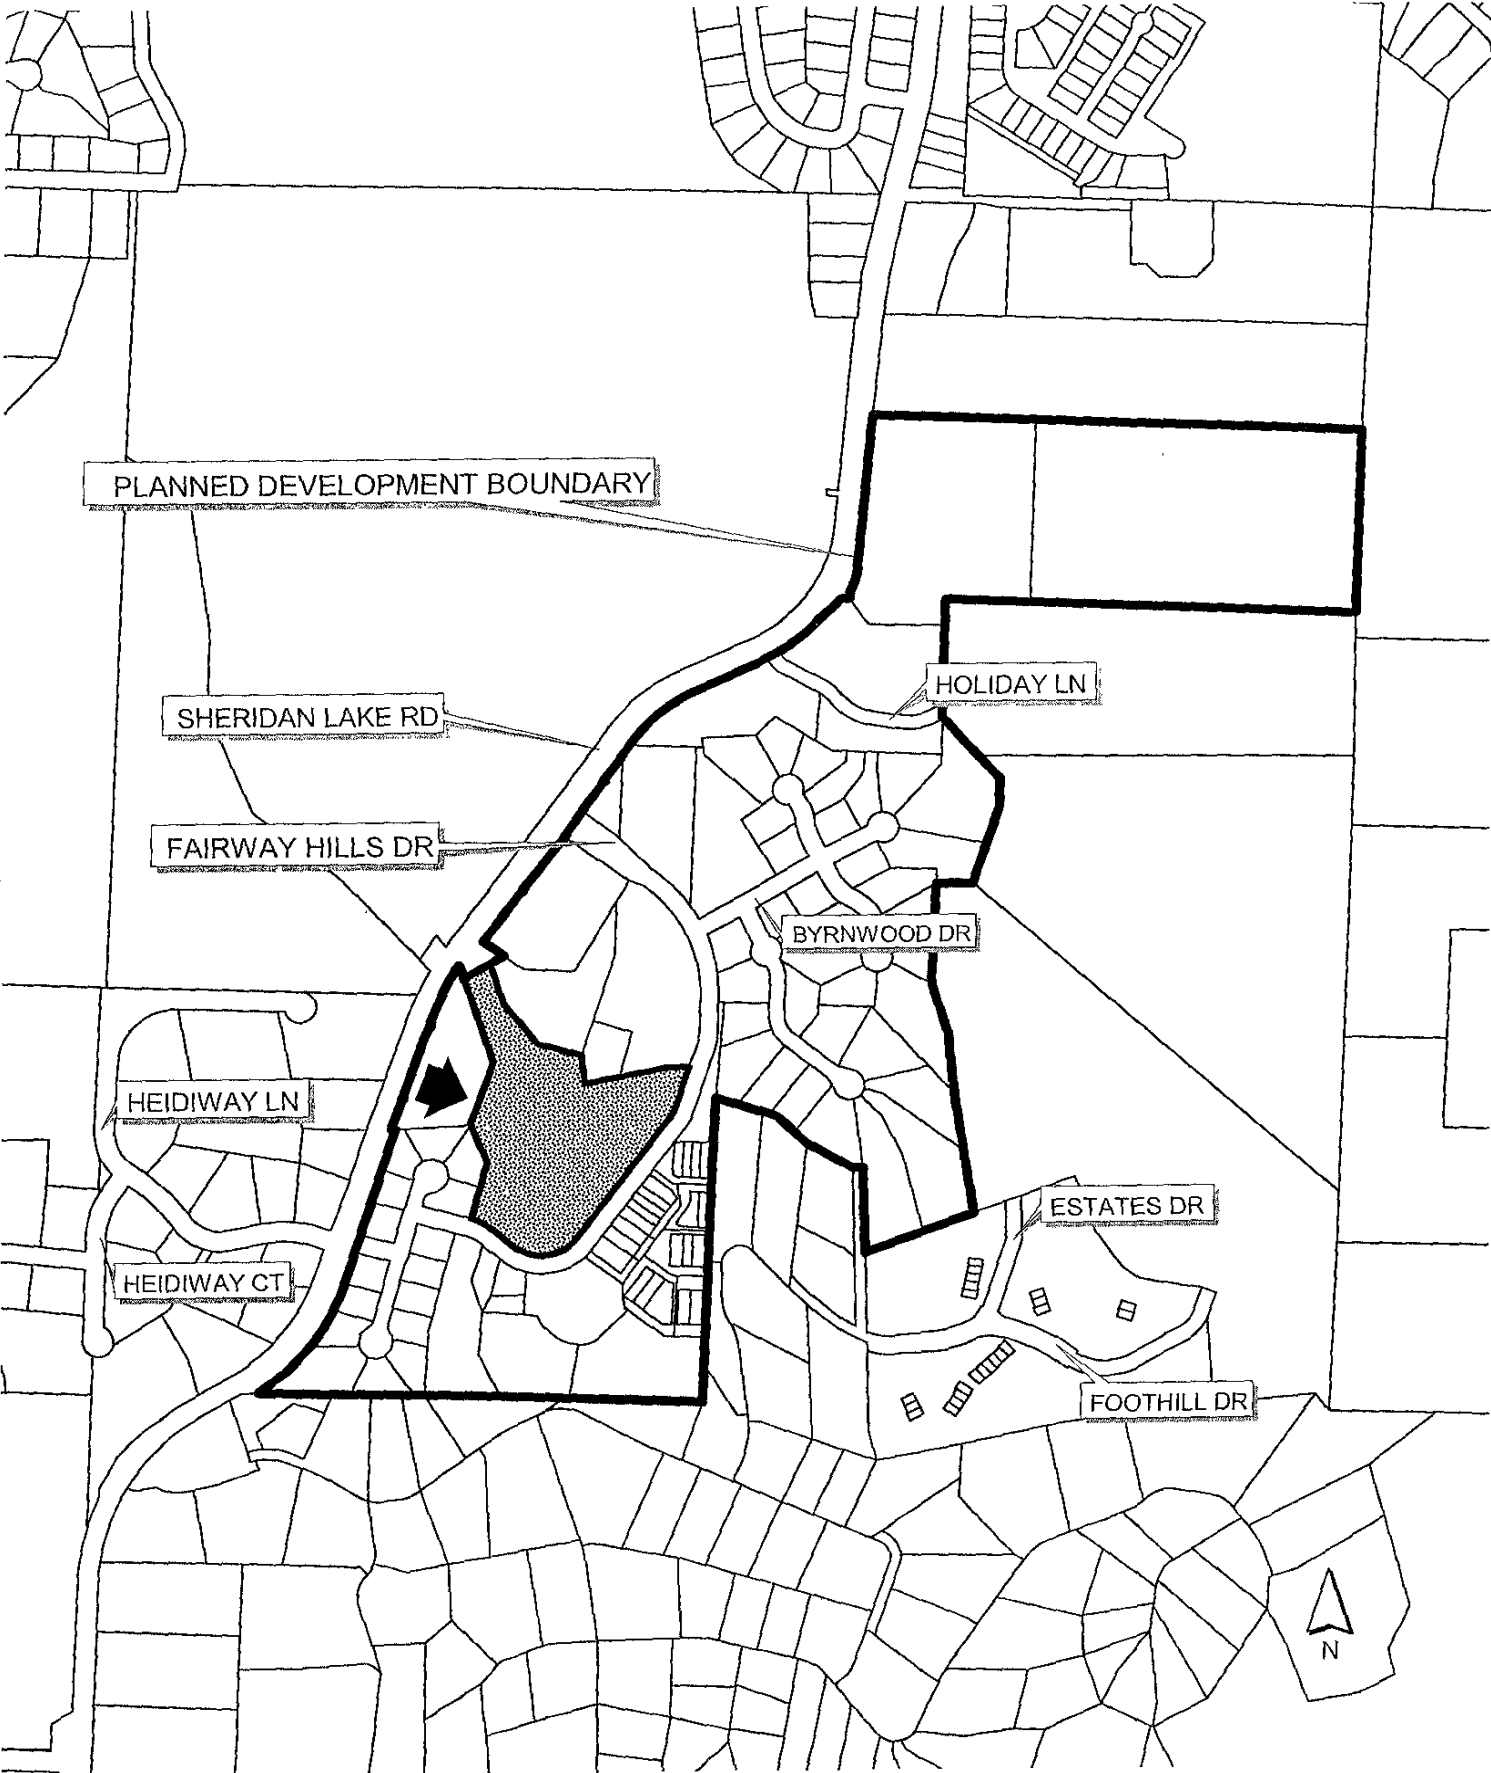 PLANNED DEVELOPMENT BOUNDARY
HOLIDAY LN
SHERIDAN LAKE RD
FAIRWAY HILLS DR
BYRNWOOD DR
HEIDIWAY LN
ESTATES DR
HEIDIWAY CT
FOOTHILL DR
N